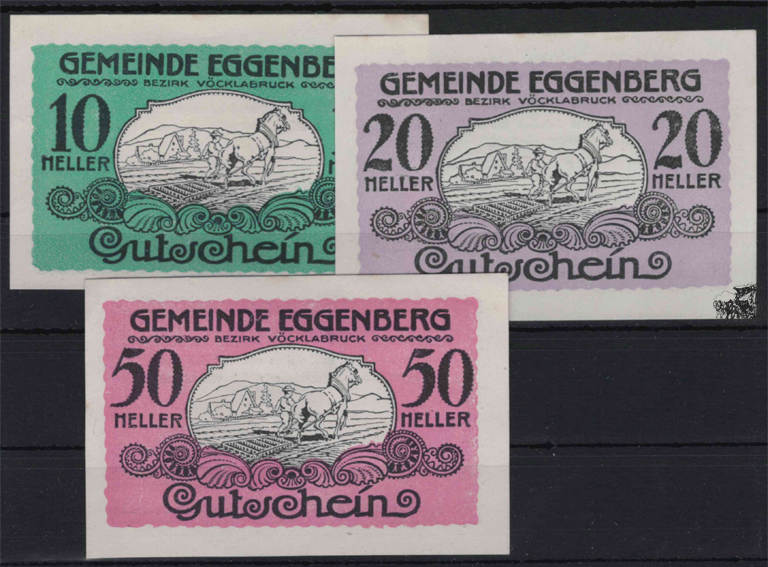 GEMEINDE EGGENBE
BEZIRK VÖCKLABRUCK
10
HELLER
Gutschein
GEMEINDE EGGENBERG
BEZIRK VÖCKLABRUCK
20 20
HELLER HELLER
Gutschein
GEMEINDE EGGENBERG
BEZIRK VÖCKLABRUCK
50 50
HELLER HELLER
Gutschein